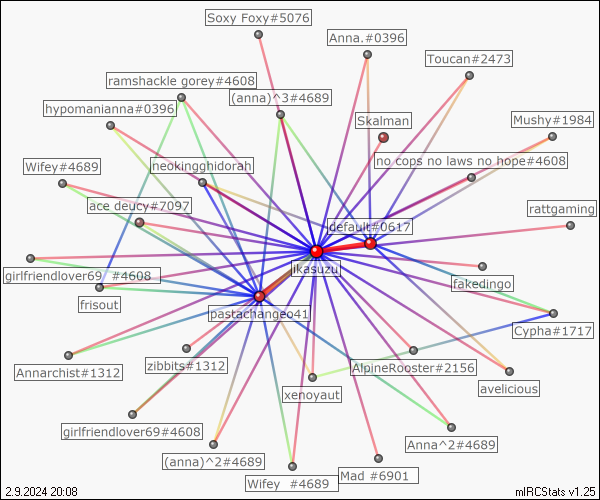 Soxy Foxy#5076
Anna.#0396
Toucan#2473
ramshackle gorey#4608
(anna)^3#4689
hypomanianna#0396
Skalman
Mushy#1984
no cops no laws no hope#4608
Wifey#4689
neokingghidorah
ace deucy#7097
rattgaming
default#0617
ikasuzu
girlfriendlover69 #4608
fakedingo
frisout
pastachangeo41
Cypha#1717
Annarchist#1312
zibbits#1312
AlpineRooster#2156
xenoyaut
avelicious
girlfriendlover69#4608
Anna^2#4689
(anna)^2#4689
Wifey #4689
Mad #6901
2.9.2024 20:08
mIRCStats v1.25